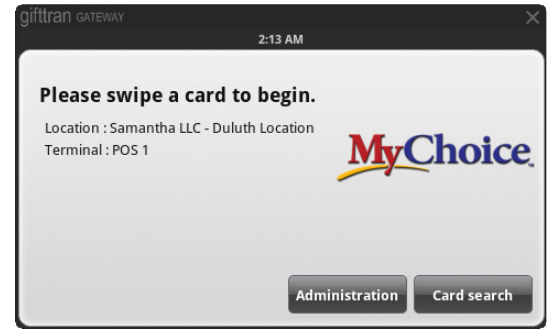 gifttran GATEWAY
2:13 AM
Please swipe a card to begin.
Location : Samantha LLC - Duluth Location
Terminal : POS 1
MyChoice
Administration
Card search